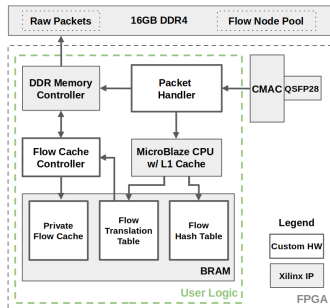 Raw Packets
16GB DDR4
Flow Node Pool
DDR Memory
Controller
Packet
Handler
CMAC
QSFP28
Flow Cache
Controller
MicroBlaze CPU
w/ L1 Cache
Private
Flow Cache
Flow
Translation
Table
Flow
Hash Table
BRAM
User Logic
Legend
Custom HW
Xilinx IP
FPGA